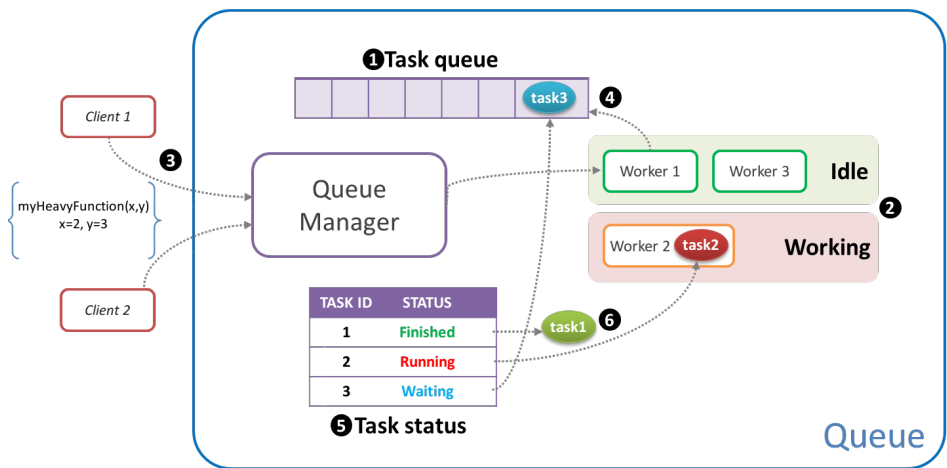 ❶Task queue
task3
❹
Client 1
❸
myHeavyFunction(x,y)
x=2, y=3
Client 2
Queue
Manager
Worker 1
Worker 3
Idle
❷
Worker 2
task2
Working
TASK ID STATUS
1 Finished
2 Running
3 Waiting
task1
❻
❺Task status
Queue